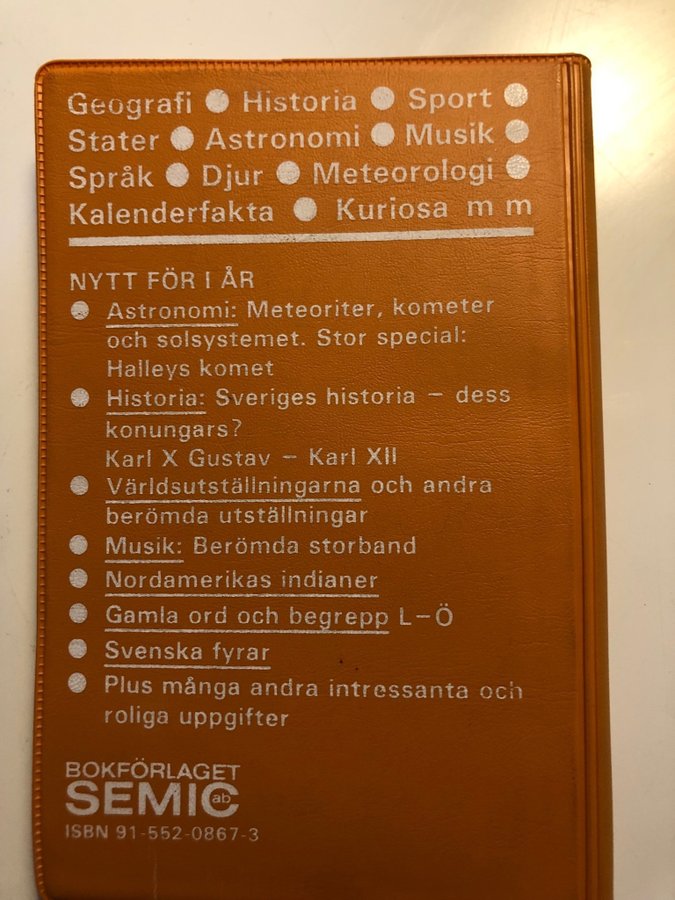 Geografi ● Historia ● Sport ●
Stater ● Astronomi ● Musik ●
Språk ● Djur ● Meteorologi ●
Kalenderfakta ● Kuriosa m m
NYTT FÖR I ÅR
● Astronomi: Meteoriter, kometer
och solsystemet. Stor special:
Halleys komet
● Historia: Sveriges historia – dess
konungars?
Karl X Gustav – Karl XII
● Världsutställningarna och andra
berömda utställningar
● Musik: Berömda storband
● Nordamerikas indianer
● Gamla ord och begrepp L–Ö
● Svenska fyrar
● Plus många andra intressanta och
roliga uppgifter
BOKFÖRLAGET
SEMIC ab
ISBN 91-552-0867-3